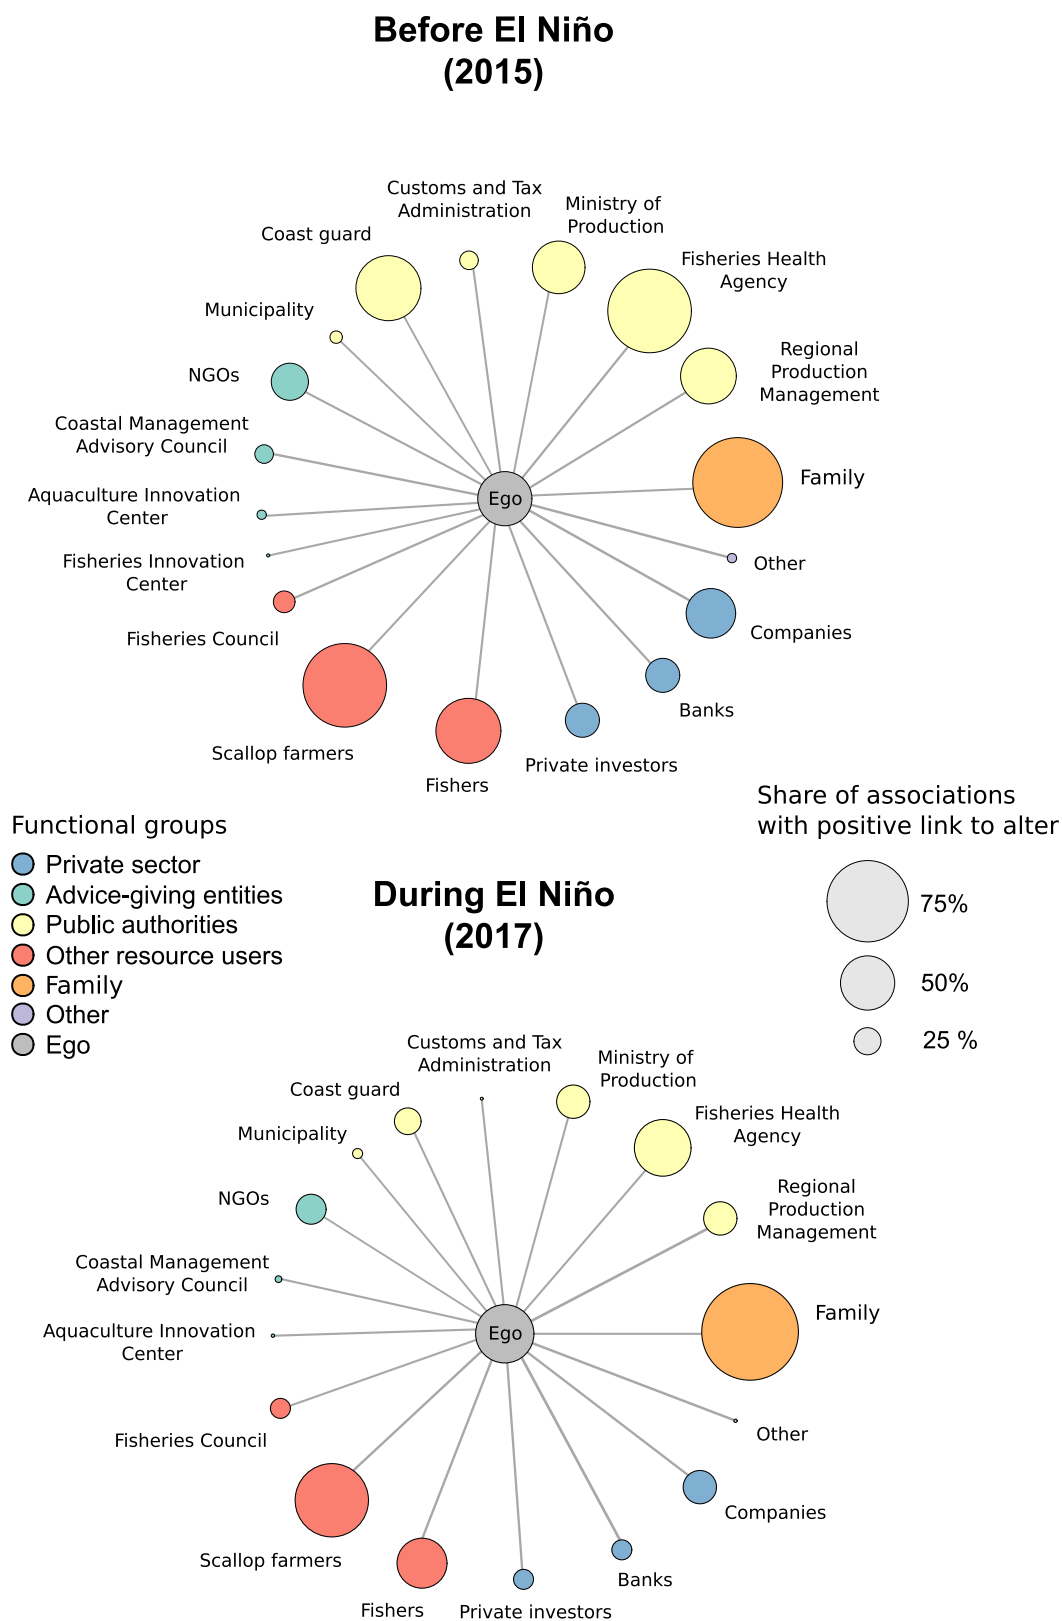 Before El Niño
(2015)
Customs and Tax
Administration
Ministry of
Production
Coast guard
Fisheries Health
Agency
Municipality
Regional
Production
Management
NGOs
Coastal Management
Advisory Council
Family
Ego
Aquaculture Innovation
Center
Fisheries Innovation
Center
Other
Fisheries Council
Companies
Banks
Scallop farmers
Private investors
Fishers
Share of associations
with positive link to alter
75%
50%
25 %
Functional groups
Private sector
Advice-giving entities
Public authorities
Other resource users
Family
Other
Ego
During El Niño
(2017)
Customs and Tax
Administration
Ministry of
Production
Coast guard
Fisheries Health
Agency
Municipality
Regional
Production
Management
NGOs
Coastal Management
Advisory Council
Family
Ego
Aquaculture Innovation
Center
Fisheries Council
Other
Companies
Scallop farmers
Banks
Fishers
Private investors